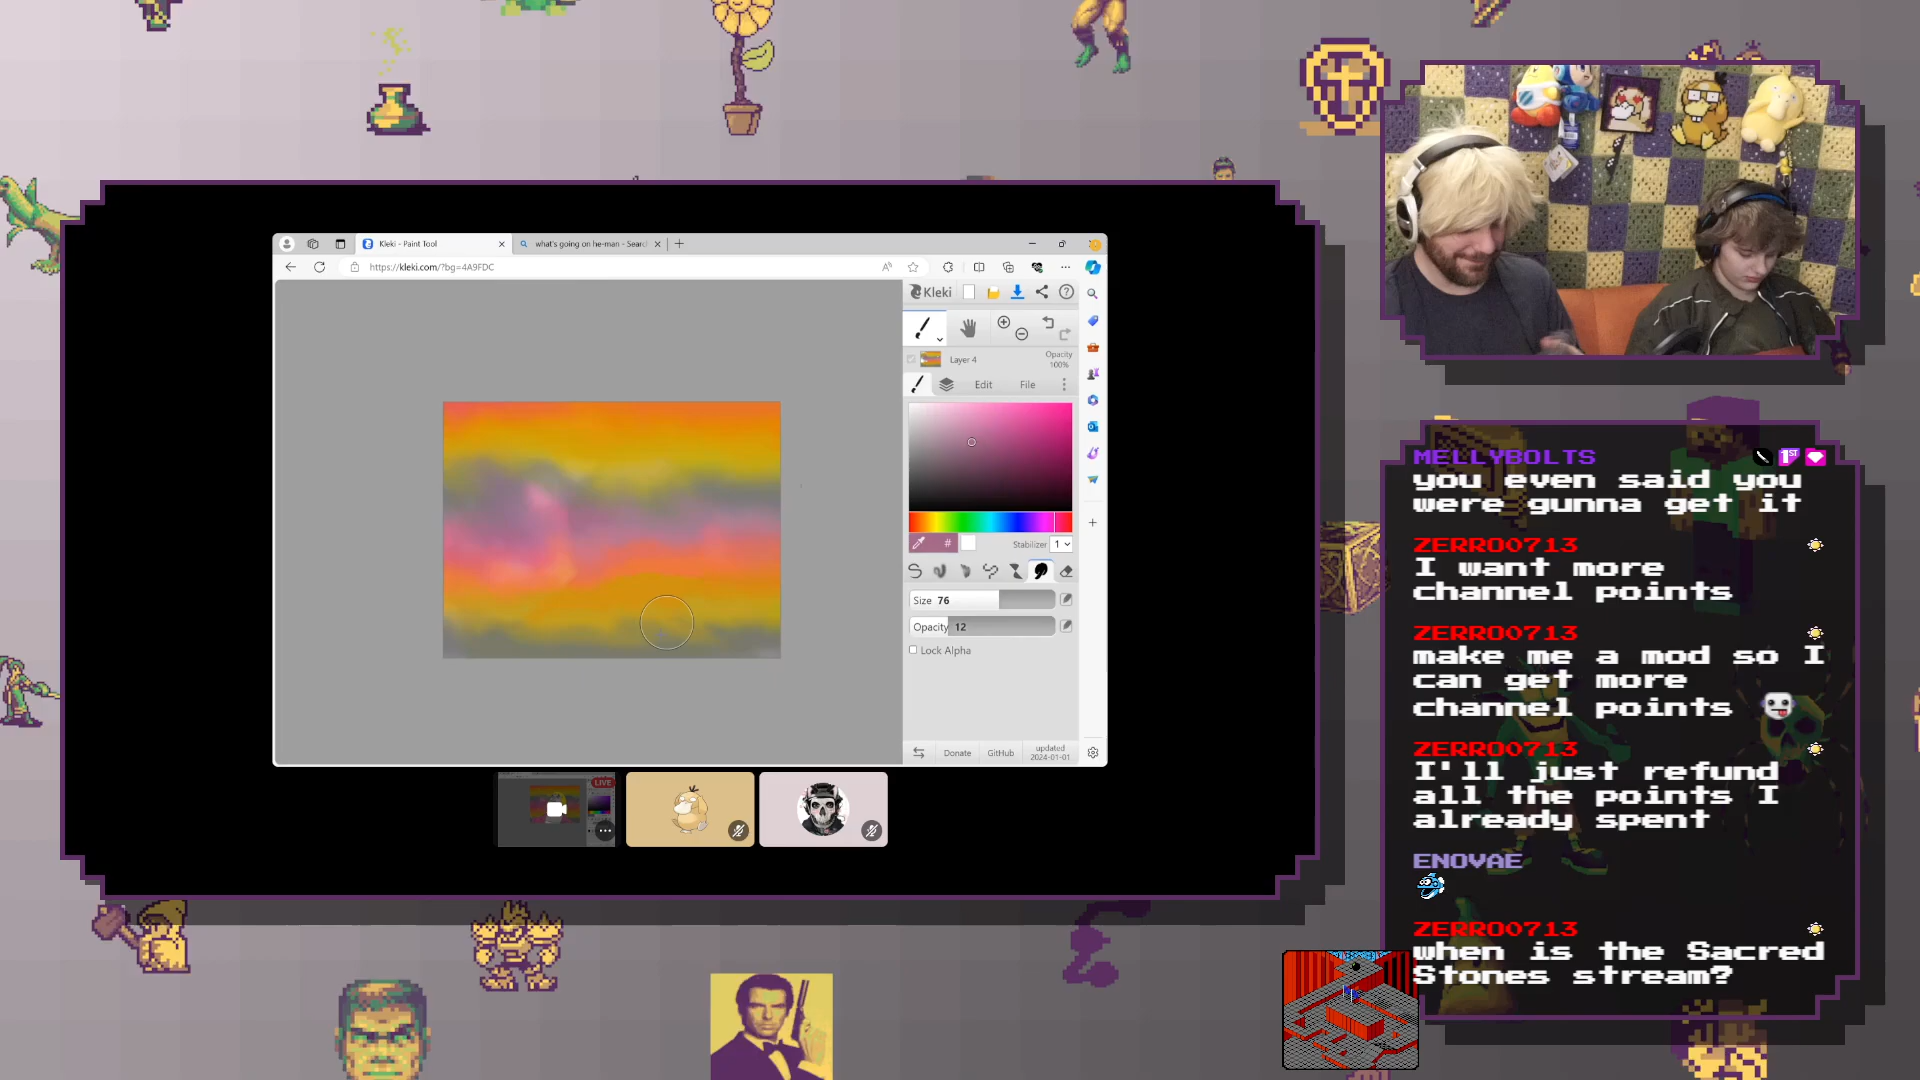 Kleki - Paint Tool
what's going on he-man - Searc
https://kleki.com/?bg=4A9FDC
Kleki
Layer 4
Opacity
100%
Edit
File
#
Stabilizer
1
Size 76
Opacity 12
Lock Alpha
Donate
GitHub
updated
2024-01-01
LIVE
MELLYBOLTS
1ST
you even said you
were gunna get it
ZERRO0713
I want more
channel points
ZERRO0713
make me a mod so I
can get more
channel points
ZERRO0713
I'll just refund
all the points I
already spent
ENOVAE
ZERRO0713
when is the Sacred
Stones stream?